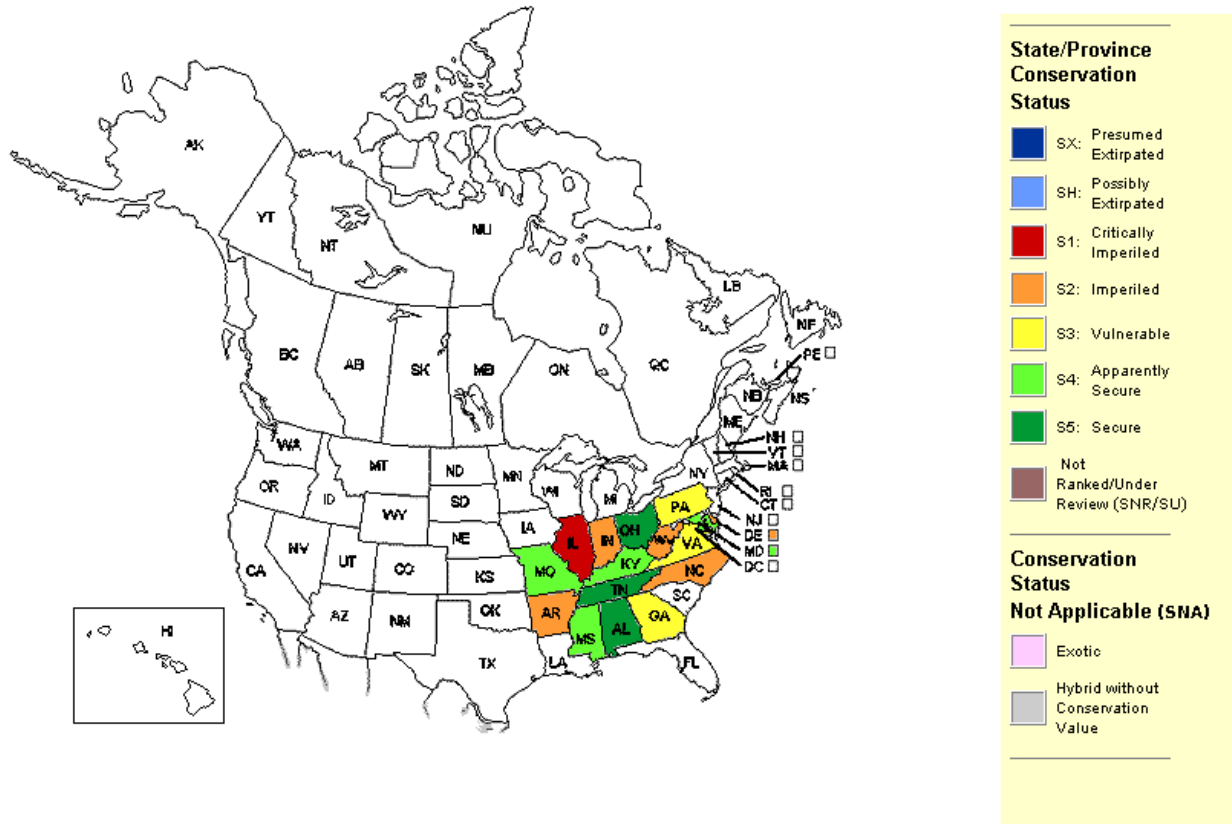 AK
YT
NT
NU
LB
NF
BC
AB
SK
MB
ON
QC
PE
NB
NS
ME
WA
MT
ND
MN
NH
VT
MA
OR
ID
SD
WI
MI
NY
RI
CT
WY
IA
PA
NJ
NE
OH
DE
NV
UT
IL
IN
WV
VA
MD
CA
CO
KS
MO
KY
DC
NC
AZ
NM
OK
AR
TN
SC
MS
AL
GA
HI
TX
LA
FL
State/Province
Conservation
Status
SX: Presumed
Extirpated
SH: Possibly
Extirpated
S1: Critically
Imperiled
S2: Imperiled
S3: Vulnerable
S4: Apparently
Secure
S5: Secure
Not
Ranked/Under
Review (SNR/SU)
Conservation
Status
Not Applicable (SNA)
Exotic
Hybrid without
Conservation
Value